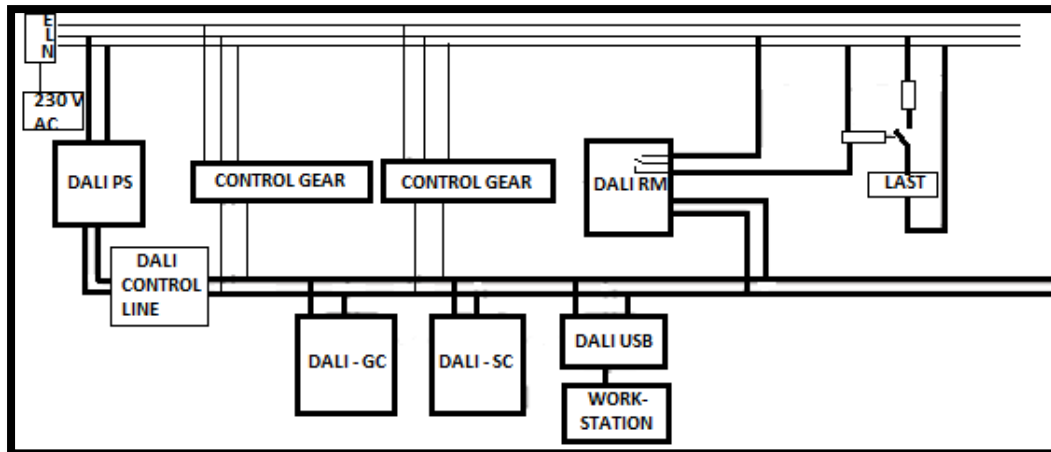 E
L
N
230 V
AC
DALI PS
CONTROL GEAR
CONTROL GEAR
DALI RM
LAST
DALI
CONTROL
LINE
DALI - GC
DALI - SC
DALI USB
WORK-
STATION